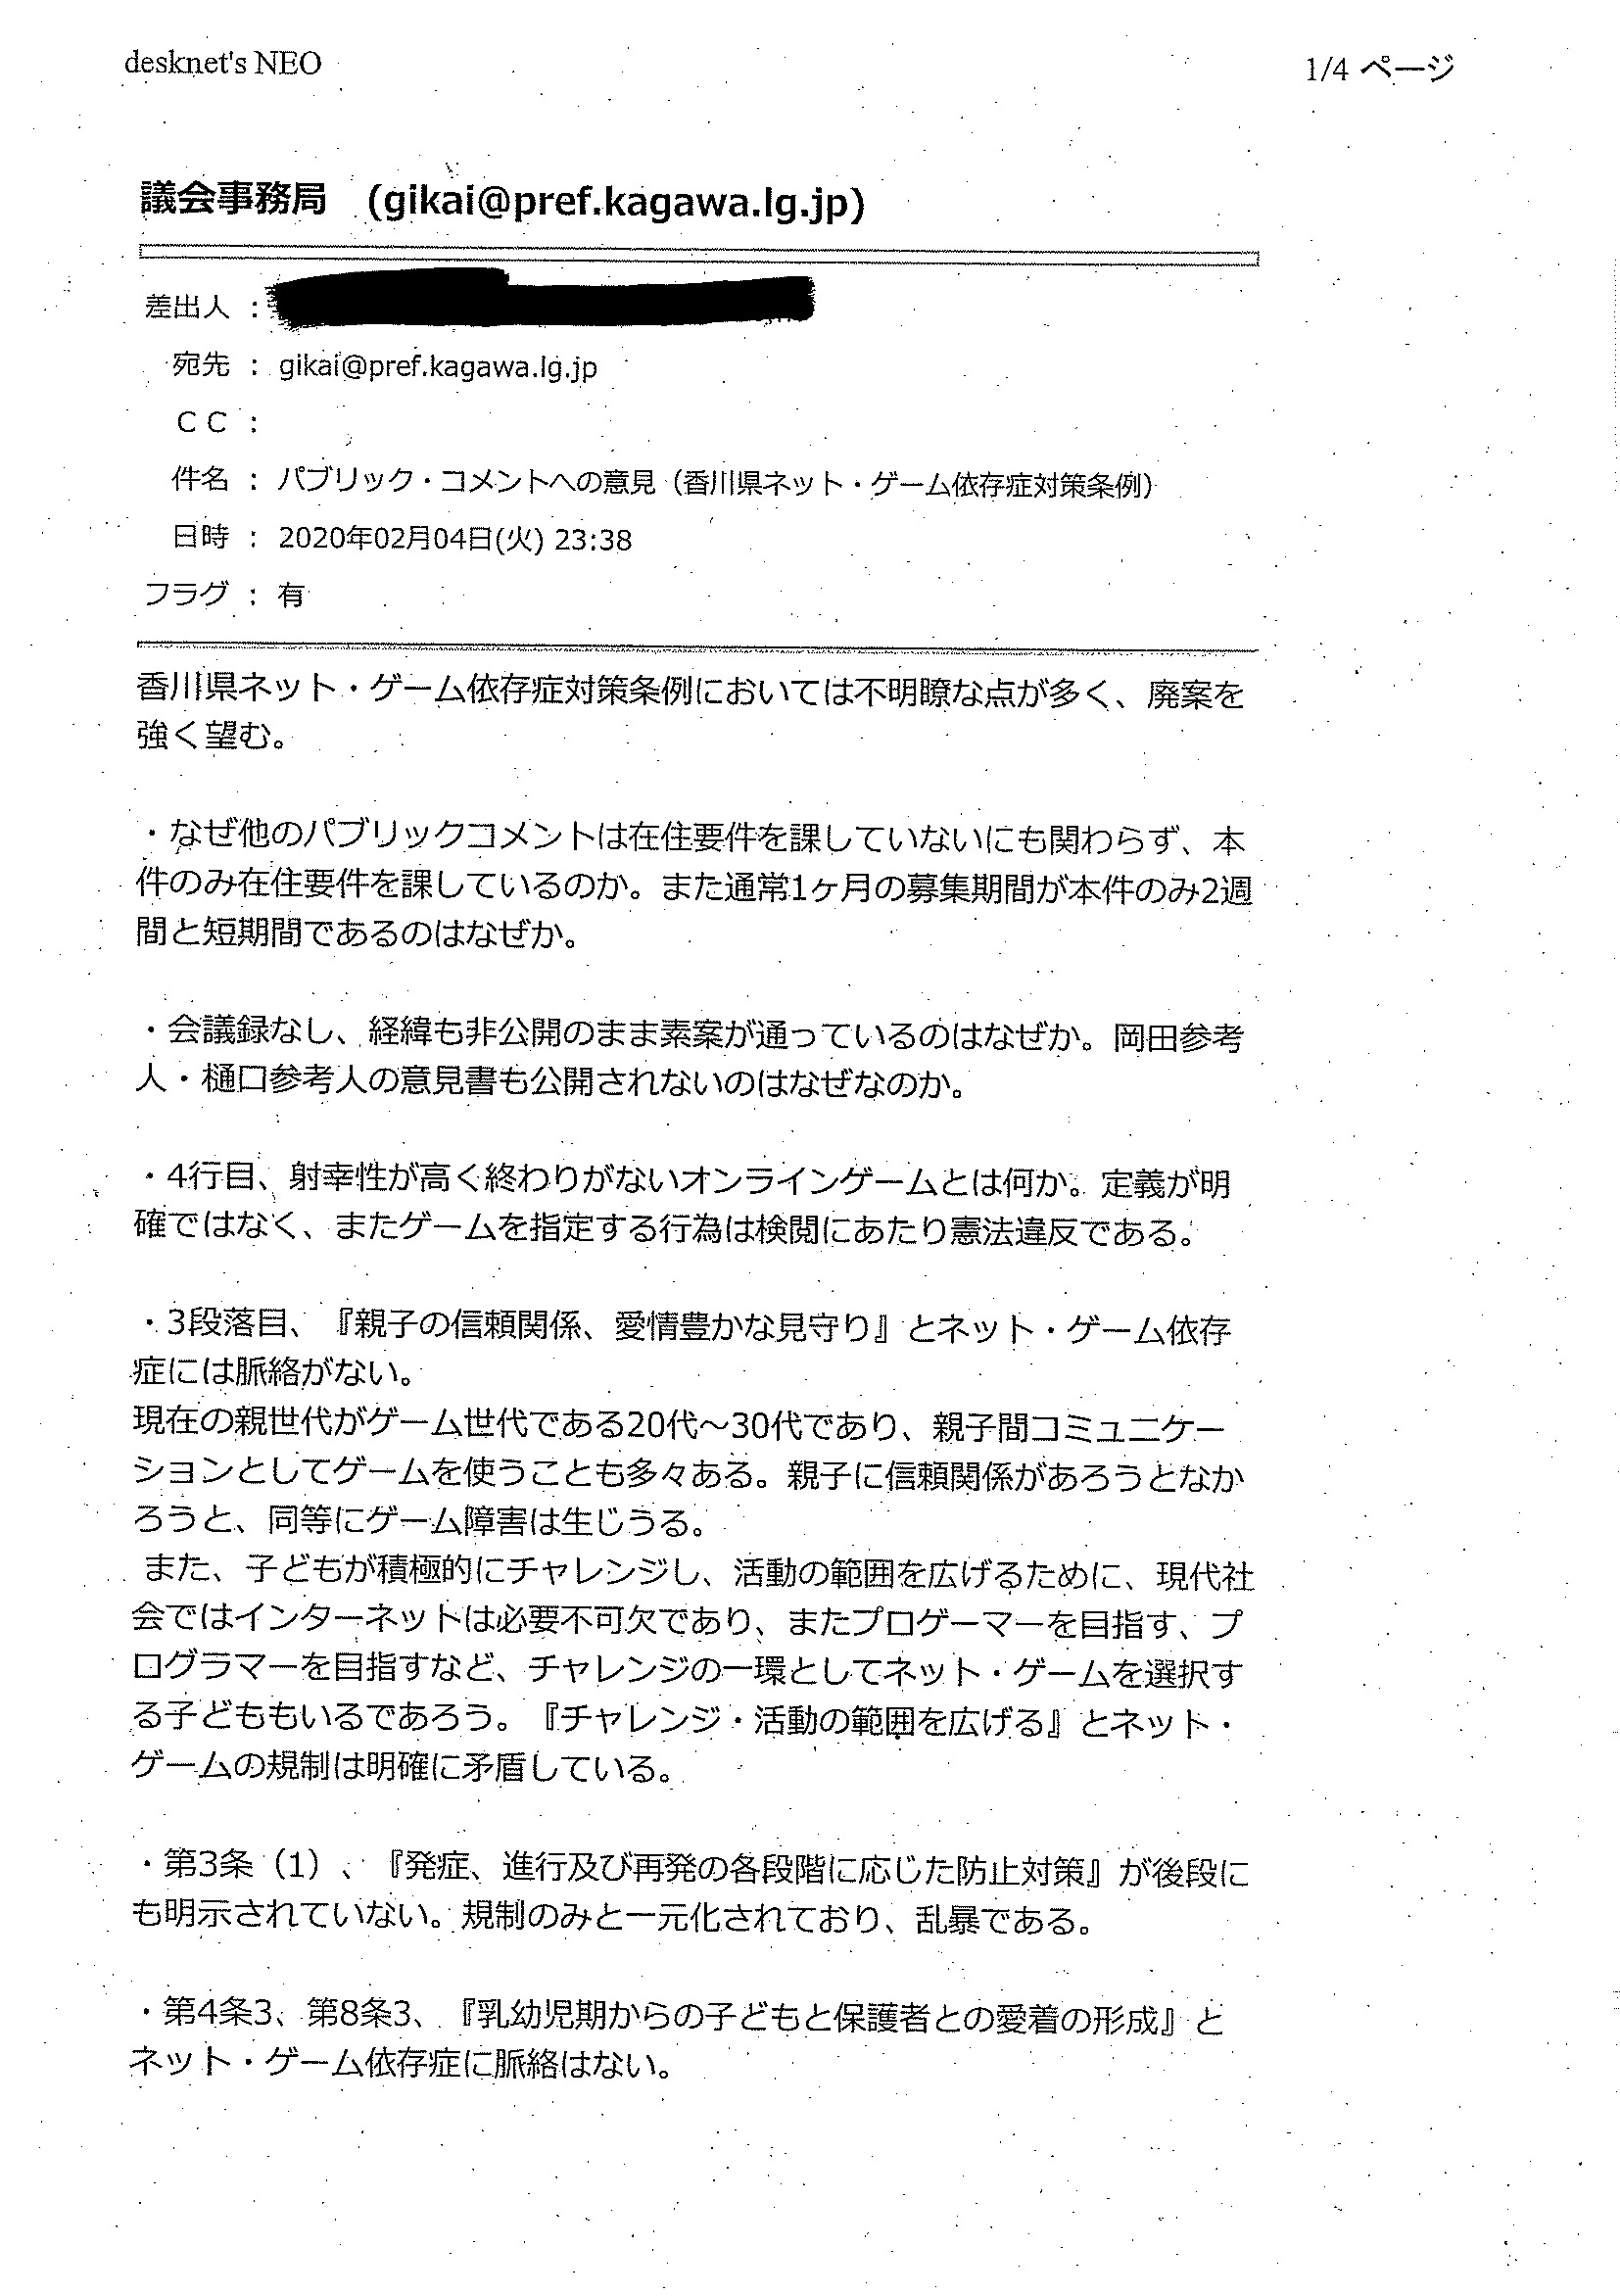 desknet's NEO
1/4 ページ
議会事務局 (gikai@pref.kagawa.lg.jp)
差出人 :
宛先 : gikai@pref.kagawa.lg.jp
ＣＣ :
件名 : パブリック・コメントへの意見（香川県ネット・ゲーム依存症対策条例）
日時 : 2020年02月04日(火) 23:38
フラグ : 有
香川県ネット・ゲーム依存症対策条例においては不明瞭な点が多く、廃案を
強く望む。
・なぜ他のパブリックコメントは在住要件を課していないにも関わらず、本
件のみ在住要件を課しているのか。また通常1ヶ月の募集期間が本件のみ2週
間と短期間であるのはなぜか。
・会議録なし、経緯も非公開のまま素案が通っているのはなぜか。岡田参考
人・樋口参考人の意見書も公開されないのはなぜなのか。
・4行目、射幸性が高く終わりがないオンラインゲームとは何か。定義が明
確ではなく、またゲームを指定する行為は検閲にあたり憲法違反である。
・3段落目、『親子の信頼関係、愛情豊かな見守り』とネット・ゲーム依存
症には脈絡がない。
現在の親世代がゲーム世代である20代～30代であり、親子間コミュニケー
ションとしてゲームを使うことも多々ある。親子に信頼関係があろうとなか
ろうと、同等にゲーム障害は生じうる。
また、子どもが積極的にチャレンジし、活動の範囲を広げるために、現代社
会ではインターネットは必要不可欠であり、またプロゲーマーを目指す、プ
ログラマーを目指すなど、チャレンジの一環としてネット・ゲームを選択す
る子どももいるであろう。『チャレンジ・活動の範囲を広げる』とネット・
ゲームの規制は明確に矛盾している。
・第3条（1）、『発症、進行及び再発の各段階に応じた防止対策』が後段に
も明示されていない。規制のみと一元化されており、乱暴である。
・第4条3、第8条3、『乳幼児期からの子どもと保護者との愛着の形成』と
ネット・ゲーム依存症に脈絡はない。